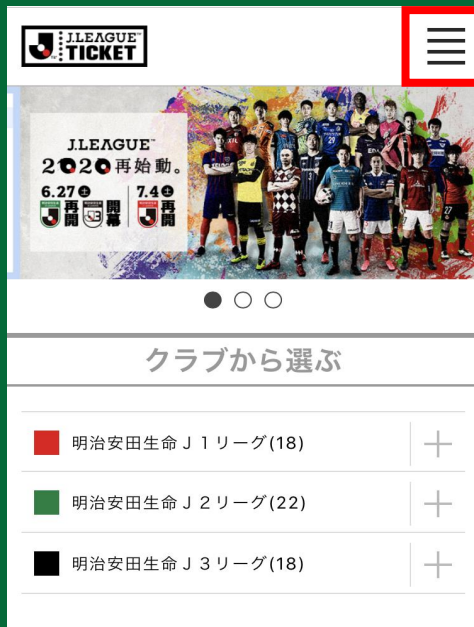 J.LEAGUE™
TICKET
J.LEAGUE™
2020再始動。
6.27土 7.4土
再開 開幕 再開
クラブから選ぶ
明治安田生命J1リーグ(18)
明治安田生命J2リーグ(22)
明治安田生命J3リーグ(18)